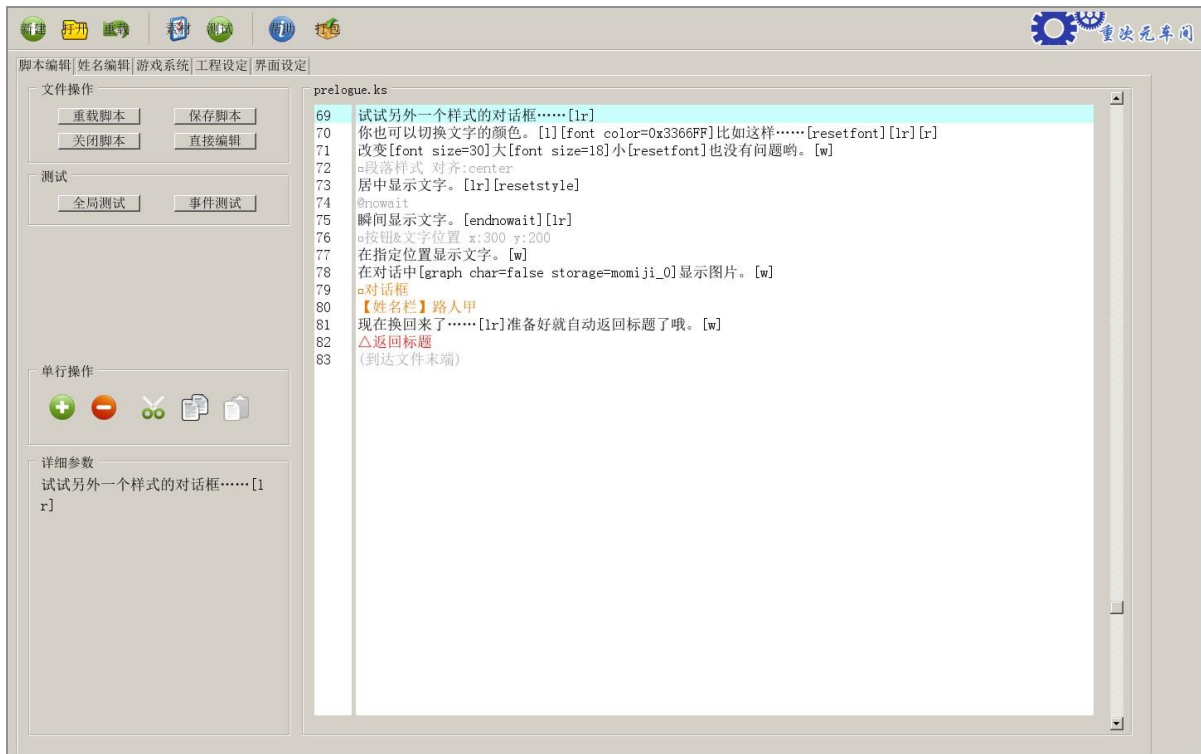 新建 打开 重载 素材 测试 帮助 打包
重次元车间
脚本编辑 姓名编辑 游戏系统 工程设定 界面设定
文件操作
重载脚本 保存脚本
关闭脚本 直接编辑
测试
全局测试 事件测试
单行操作
详细参数
试试另外一个样式的对话框……[l
r]
prelogue.ks
69 试试另外一个样式的对话框……[lr]
70 你也可以切换文字的颜色。[l][font color=0x3366FF]比如这样……[resetfont][lr][r]
71 改变[font size=30]大[font size=18]小[resetfont]也没有问题哟。[w]
72 ▫段落样式 对齐:center
73 居中显示文字。[lr][resetstyle]
74 @nowait
75 瞬间显示文字。[endnowait][lr]
76 ▫按钮&文字位置 x:300 y:200
77 在指定位置显示文字。[w]
78 在对话中[graph char=false storage=momiji_0]显示图片。[w]
79 ▫对话框
80 【姓名栏】路人甲
81 现在换回来了……[lr]准备好就自动返回标题了哦。[w]
82 △返回标题
83 (到达文件末端)